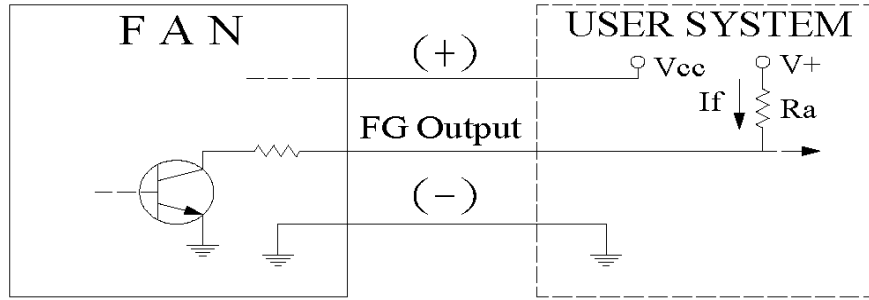 F A N
USER SYSTEM
(+)
Vcc
V+
If
Ra
FG Output
(-)